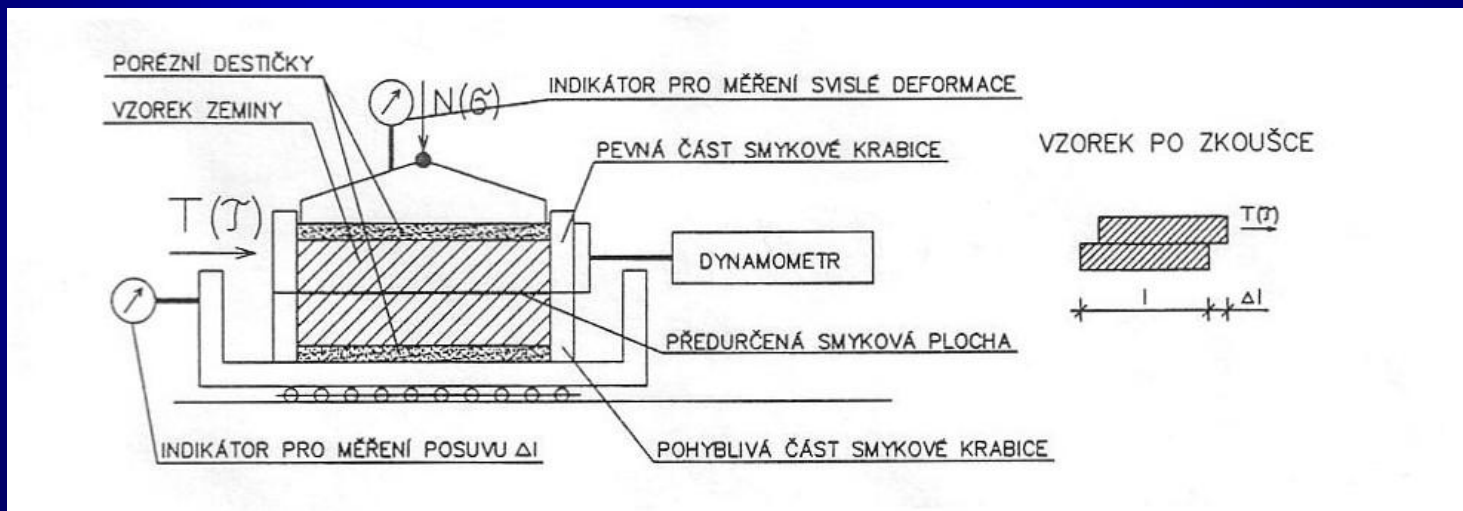 PORÉZNÍ DESTIČKY
VZOREK ZEMINY
N(σ)
INDIKÁTOR PRO MĚŘENÍ SVISLÉ DEFORMACE
PEVNÁ ČÁST SMYKOVÉ KRABICE
T(τ)
DYNAMOMETR
PŘEDURČENÁ SMYKOVÁ PLOCHA
INDIKÁTOR PRO MĚŘENÍ POSUVU Δl
POHYBLIVÁ ČÁST SMYKOVÉ KRABICE
VZOREK PO ZKOUŠCE
T(τ)
l Δl